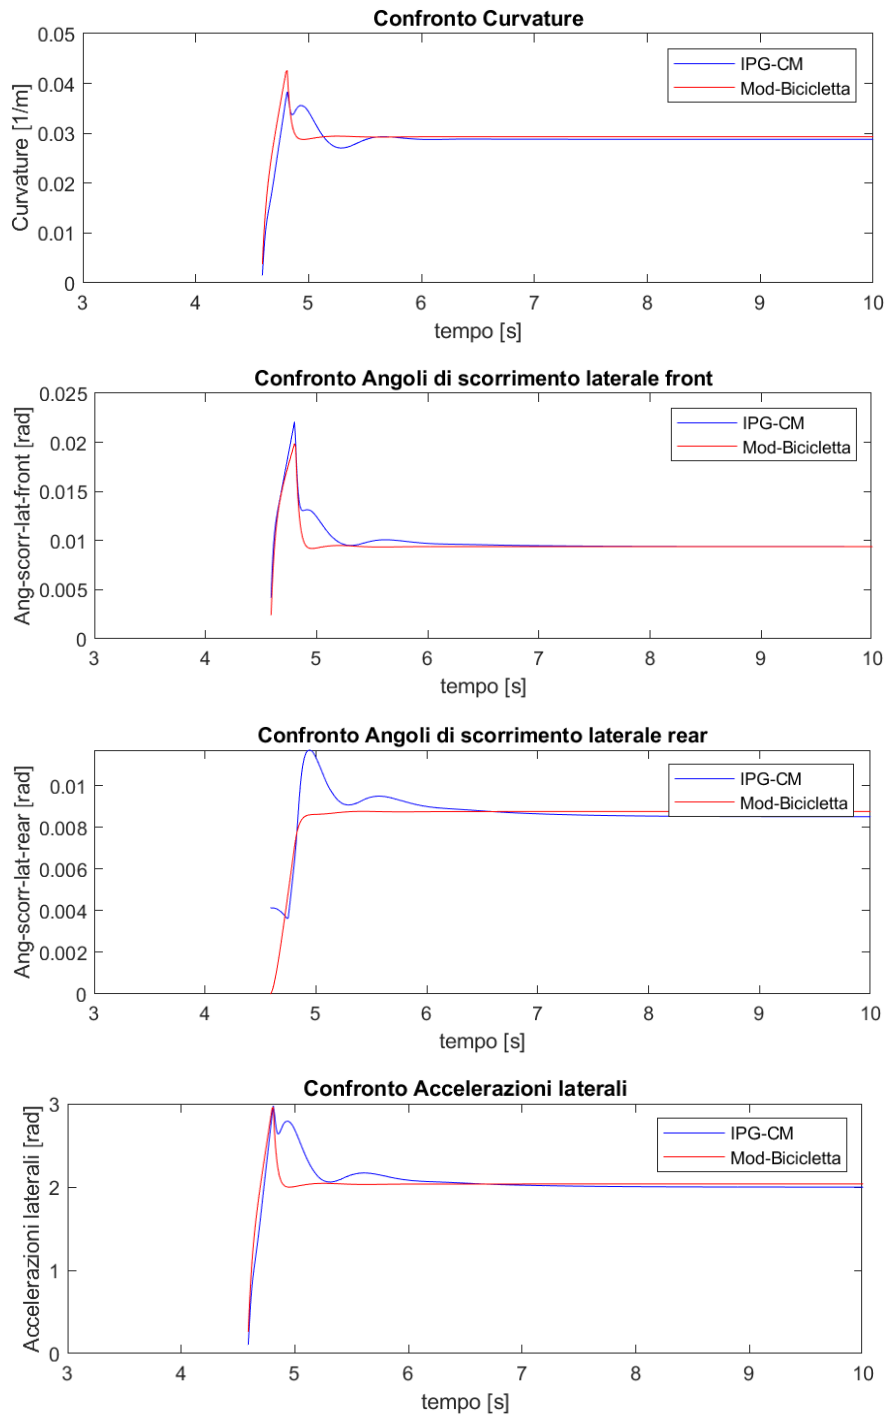 Confronto Curvature
Curvature [1/m]
0.05
0.04
0.03
0.02
0.01
0
3 4 5 6 7 8 9 10
tempo [s]
IPG-CM
Mod-Bicicletta
Confronto Angoli di scorrimento laterale front
Ang-scorr-lat-front [rad]
0.025
0.02
0.015
0.01
0.005
0
3 4 5 6 7 8 9 10
tempo [s]
IPG-CM
Mod-Bicicletta
Confronto Angoli di scorrimento laterale rear
Ang-scorr-lat-rear [rad]
0.01
0.008
0.006
0.004
0.002
0
3 4 5 6 7 8 9 10
tempo [s]
IPG-CM
Mod-Bicicletta
Confronto Accelerazioni laterali
Accelerazioni laterali [rad]
3
2
1
0
3 4 5 6 7 8 9 10
tempo [s]
IPG-CM
Mod-Bicicletta